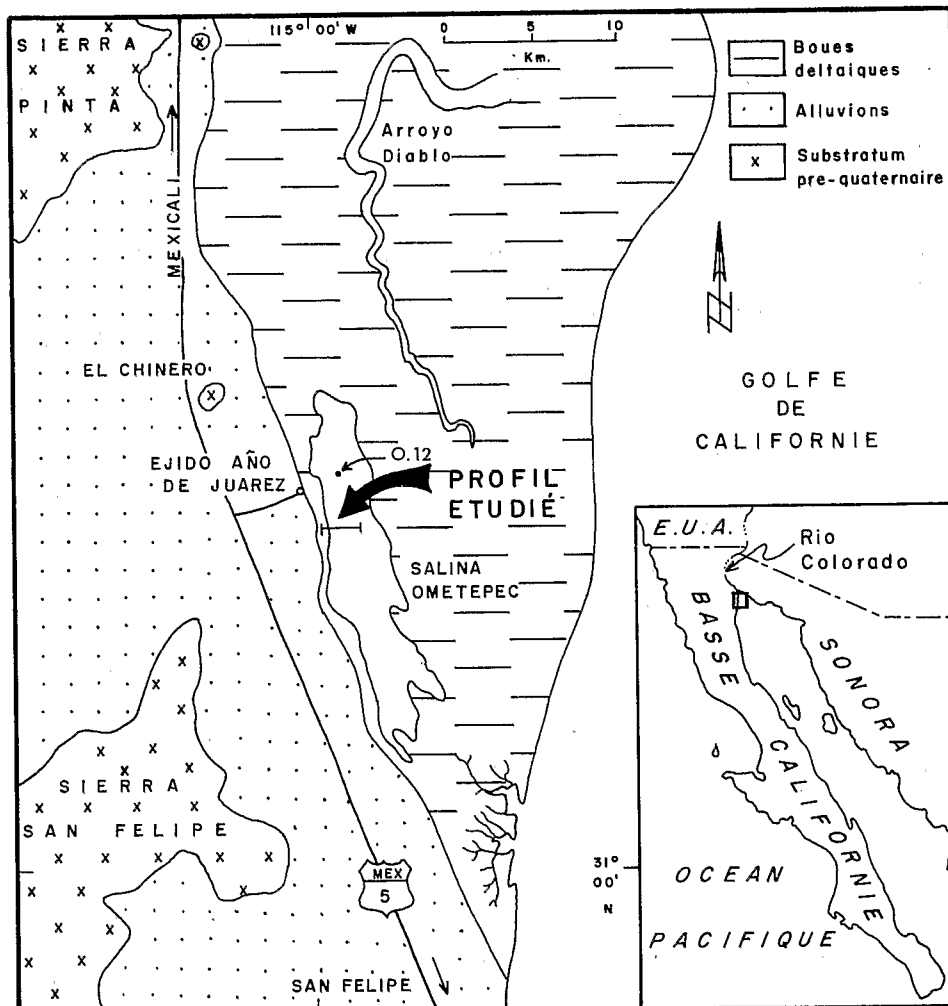 115° 00' W
0 5 10
Km.
SIERRA
PINTA
MEXICALI
Arroyo
Diablo
Boues
deltaiques
Alluvions
x Substratum
pre-quaternaire
N
EL CHINERO
GOLFE
DE
CALIFORNIE
EJIDO AÑO
DE JUAREZ
O.12
PROFIL
ETUDIÉ
SALINA
OMETEPEC
SIERRA
SAN FELIPE
MEX
5
SAN FELIPE
31°
00'
N
E.U.A.
Rio
Colorado
BASSE CALIFORNIE
SONORA
OCEAN
PACIFIQUE